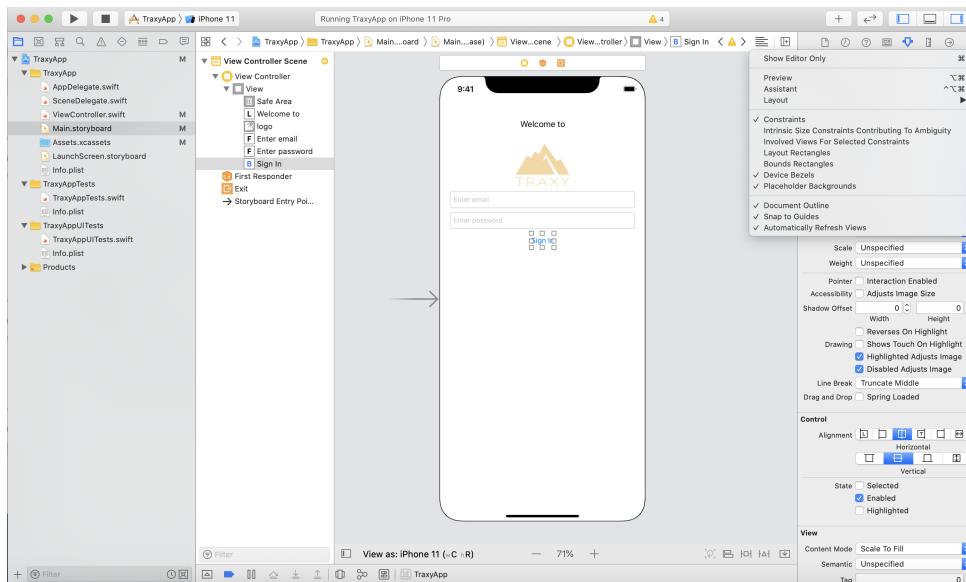 TraxyApp iPhone 11 Running TraxyApp on iPhone 11 Pro 4
TraxyApp TraxyApp Main....oard Main....ase) View...cene View...troller View B Sign In
TraxyApp M
TraxyApp
AppDelegate.swift
SceneDelegate.swift
ViewController.swift M
Main.storyboard M
Assets.xcassets M
LaunchScreen.storyboard
Info.plist
TraxyAppTests
TraxyAppTests.swift
Info.plist
TraxyAppUITests
TraxyAppUITests.swift
Info.plist
Products
Filter
View Controller Scene
View Controller
View
Safe Area
L Welcome to
logo
F Enter email
F Enter password
B Sign In
First Responder
Exit
Storyboard Entry Poi...
Filter
9:41
Welcome to
TRAXY
Enter email
Enter password
Sign In
View as: iPhone 11 (wC hR) 71%
TraxyApp
Show Editor Only ⌘
Preview ⌥⌘
Assistant ^⌥⌘
Layout
✓ Constraints
Intrinsic Size Constraints Contributing To Ambiguity
Involved Views For Selected Constraints
Layout Rectangles
Bounds Rectangles
✓ Device Bezels
✓ Placeholder Backgrounds
✓ Document Outline
✓ Snap to Guides
✓ Automatically Refresh Views
Scale Unspecified
Weight Unspecified
Pointer Interaction Enabled
Accessibility Adjusts Image Size
Shadow Offset 0 0
Width Height
Reverses On Highlight
Drawing Shows Touch On Highlight
Highlighted Adjusts Image
Disabled Adjusts Image
Line Break Truncate Middle
Drag and Drop Spring Loaded
Control
Alignment
Horizontal
Vertical
State Selected
Enabled
Highlighted
View
Content Mode Scale To Fill
Semantic Unspecified
Tag 0